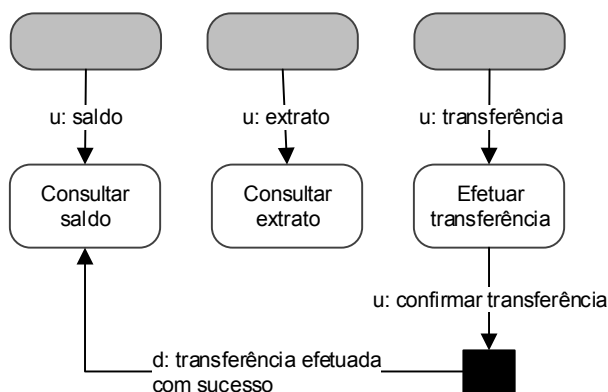 u: saldo
u: extrato
u: transferência
Consultar
saldo
Consultar
extrato
Efetuar
transferência
u: confirmar transferência
d: transferência efetuada
com sucesso